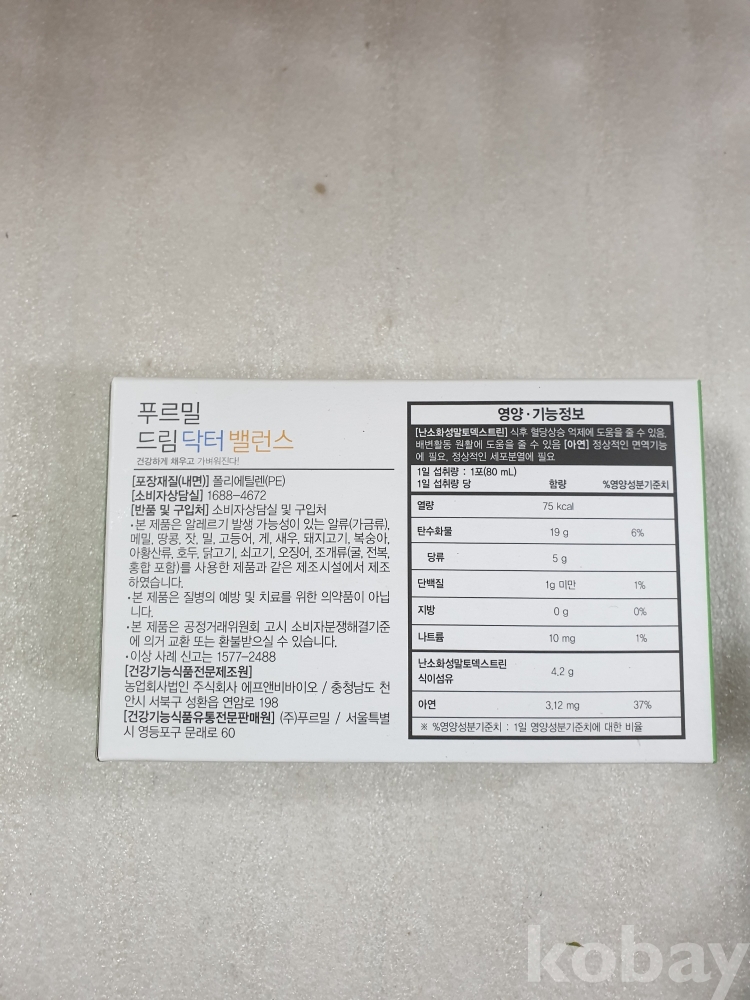 푸르밀
드림 닥터 밸런스
건강하게 채우고 가벼워진다!
[포장재질(내면)] 폴리에틸렌(PE)
[소비자상담실] 1688-4672
[반품 및 구입처] 소비자상담실 및 구입처
·본 제품은 알레르기 발생 가능성이 있는 알류(가금류),
메밀, 땅콩, 잣, 밀, 고등어, 게, 새우, 돼지고기, 복숭아,
아황산류, 호두, 닭고기, 쇠고기, 오징어, 조개류(굴, 전복,
홍합 포함)를 사용한 제품과 같은 제조시설에서 제조
하였습니다.
·본 제품은 질병의 예방 및 치료를 위한 의약품이 아닙
니다.
·본 제품은 공정거래위원회 고시 소비자분쟁해결기준
에 의거 교환 또는 환불받으실 수 있습니다.
·이상 사례 신고는 1577-2488
[건강기능식품전문제조원]
농업회사법인 주식회사 에프앤비바이오 / 충청남도 천
안시 서북구 성환읍 연암로 198
[건강기능식품유통전문판매원] (주)푸르밀 / 서울특별
시 영등포구 문래로 60
영양·기능정보
[난소화성말토덱스트린] 식후 혈당상승 억제에 도움을 줄 수 있음,
배변활동 원활에 도움을 줄 수 있음 [아연] 정상적인 면역기능
에 필요, 정상적인 세포분열에 필요
1일 섭취량 : 1포(80 mL)
1일 섭취량 당 함량 %영양성분기준치
열량 75 kcal
탄수화물 19 g 6%
당류 5 g
단백질 1g 미만 1%
지방 0 g 0%
나트륨 10 mg 1%
난소화성말토덱스트린
식이섬유 4.2 g
아연 3.12 mg 37%
※ %영양성분기준치 : 1일 영양성분기준치에 대한 비율
kobay